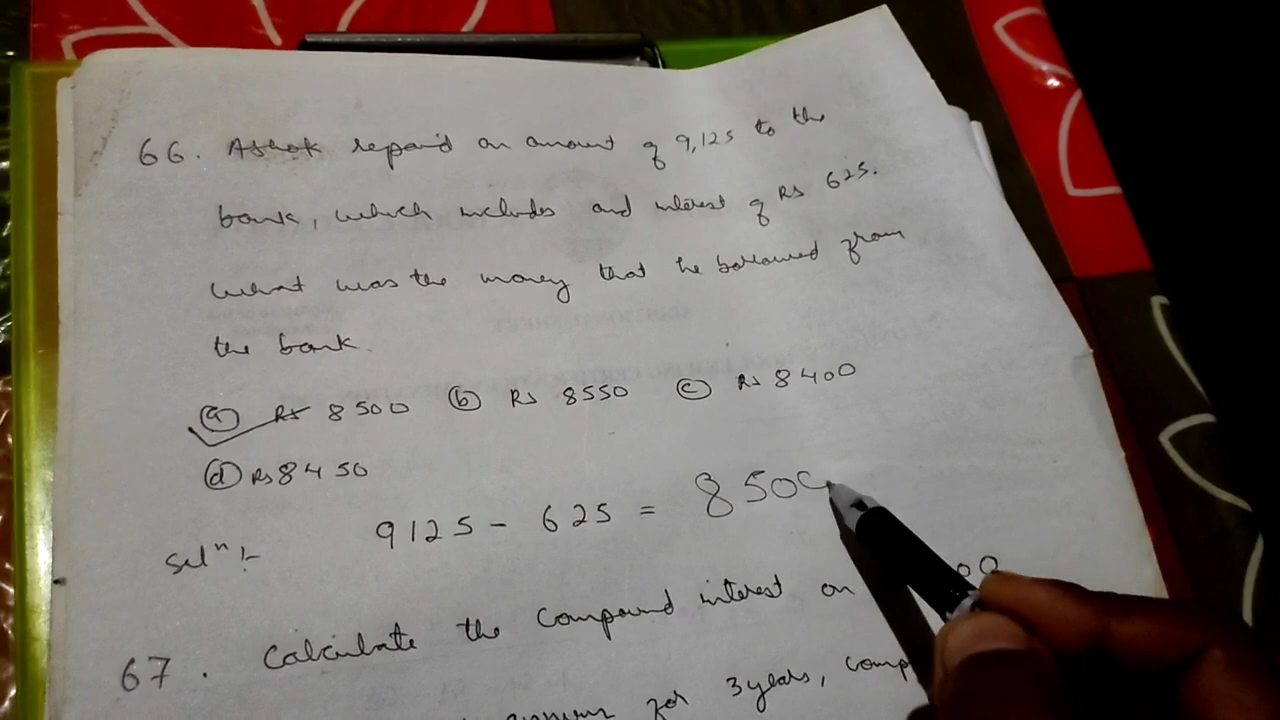 66. Ashok repaid an amount of 9,125 to the
bank, which includes and interest of Rs 625.
What was the money that he borrowed from
the bank.
(a) Rs 8500 (b) Rs 8550 (c) Rs 8400
(d) Rs 8450
Solⁿ :- 9125 - 625 = 850
67. Calculate the compound interest on 00
for 3 years,